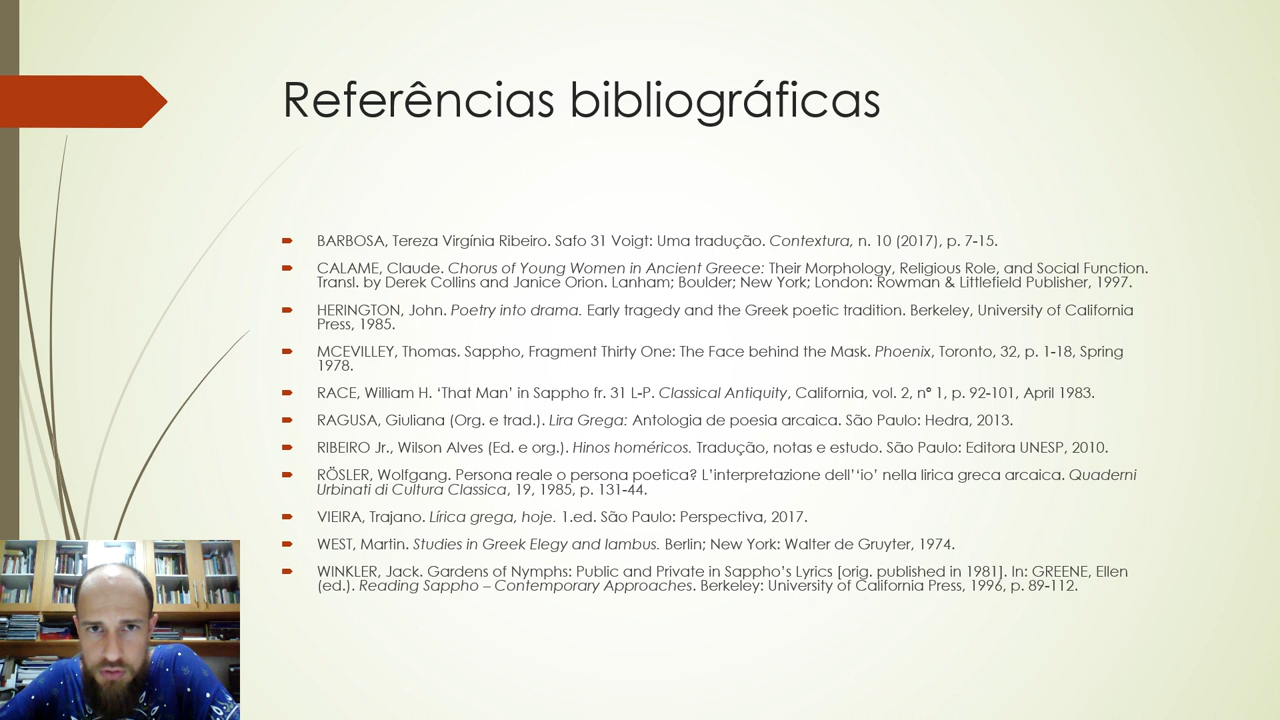 Referências bibliográficas
BARBOSA, Tereza Virgínia Ribeiro. Safo 31 Voigt: Uma tradução. Contextura, n. 10 (2017), p. 7-15.
CALAME, Claude. Chorus of Young Women in Ancient Greece: Their Morphology, Religious Role, and Social Function.
Transl. by Derek Collins and Janice Orion. Lanham; Boulder; New York; London: Rowman & Littlefield Publisher, 1997.
HERINGTON, John. Poetry into drama. Early tragedy and the Greek poetic tradition. Berkeley, University of California
Press, 1985.
MCEVILLEY, Thomas. Sappho, Fragment Thirty One: The Face behind the Mask. Phoenix, Toronto, 32, p. 1-18, Spring
1978.
RACE, William H. ‘That Man’ in Sappho fr. 31 L-P. Classical Antiquity, California, vol. 2, nº 1, p. 92-101, April 1983.
RAGUSA, Giuliana (Org. e trad.). Lira Grega: Antologia de poesia arcaica. São Paulo: Hedra, 2013.
RIBEIRO Jr., Wilson Alves (Ed. e org.). Hinos homéricos. Tradução, notas e estudo. São Paulo: Editora UNESP, 2010.
RÖSLER, Wolfgang. Persona reale o persona poetica? L’interpretazione dell’‘io’ nella lirica greca arcaica. Quaderni
Urbinati di Cultura Classica, 19, 1985, p. 131-44.
VIEIRA, Trajano. Lírica grega, hoje. 1.ed. São Paulo: Perspectiva, 2017.
WEST, Martin. Studies in Greek Elegy and Iambus. Berlin; New York: Walter de Gruyter, 1974.
WINKLER, Jack. Gardens of Nymphs: Public and Private in Sappho’s Lyrics [orig. published in 1981]. In: GREENE, Ellen
(ed.). Reading Sappho – Contemporary Approaches. Berkeley: University of California Press, 1996, p. 89-112.